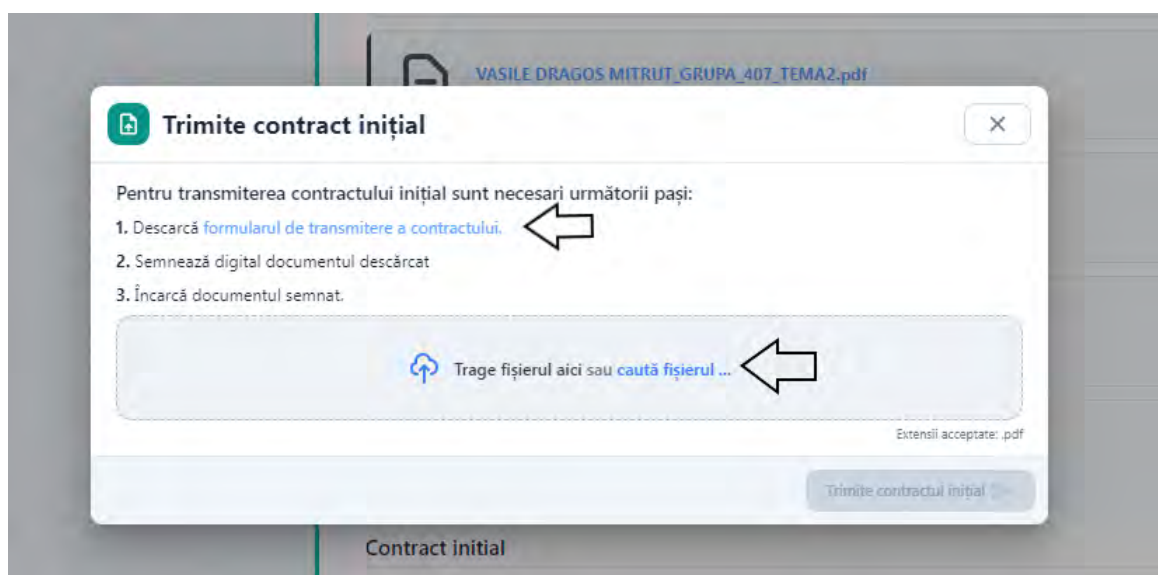 VASILE DRAGOS MITRUT_GRUPA_407_TEMA2.pdf
Trimite contract inițial
Pentru transmiterea contractului inițial sunt necesari următorii pași:
1. Descarcă formularul de transmitere a contractului.
2. Semnează digital documentul descărcat
3. Încarcă documentul semnat.
Trage fișierul aici sau caută fișierul ...
Extensii acceptate: .pdf
Trimite contractul inițial
Contract initial